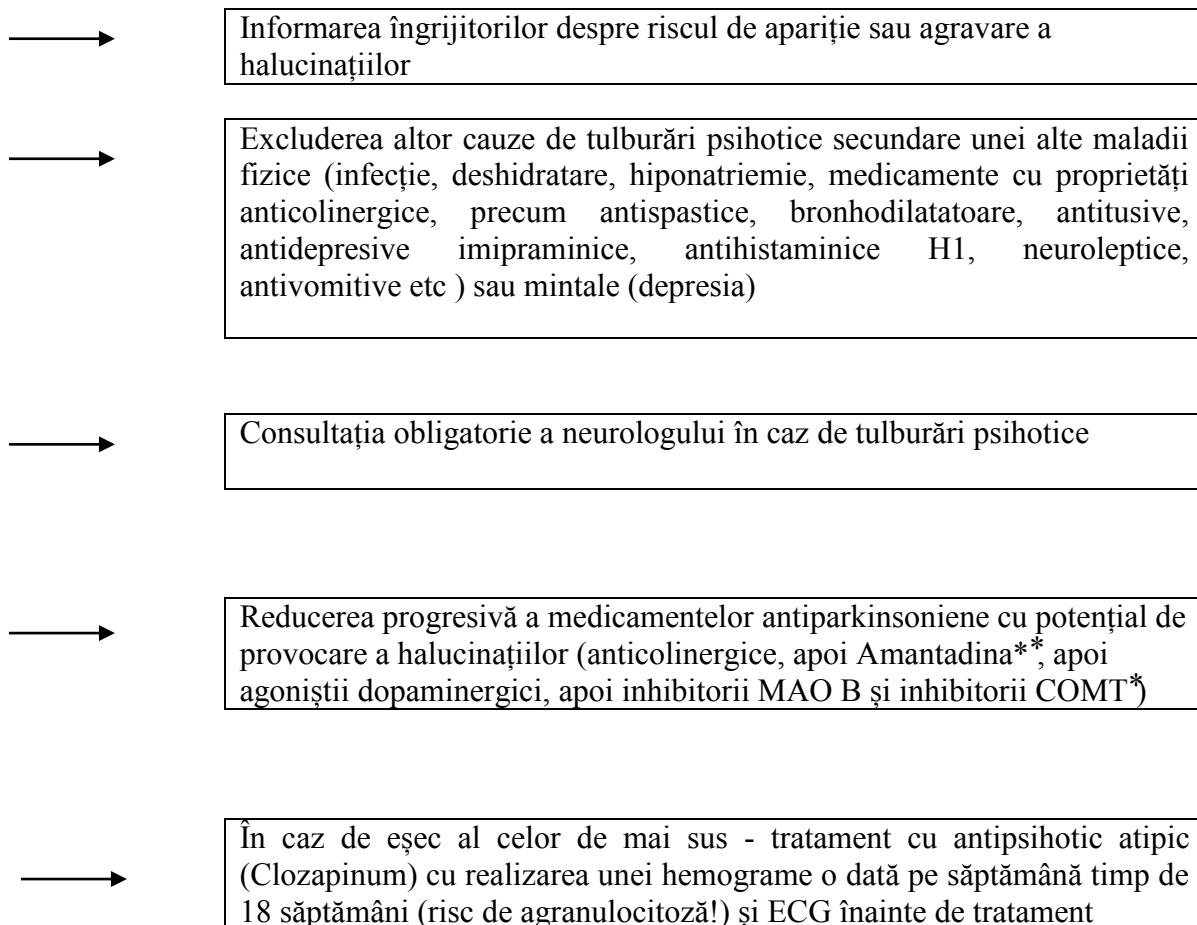 Informarea îngrijitorilor despre riscul de apariție sau agravare a
halucinațiilor
Excluderea altor cauze de tulburări psihotice secundare unei alte maladii
fizice (infecție, deshidratare, hiponatriemie, medicamente cu proprietăți
anticolinergice, precum antispastice, bronhodilatatoare, antitusive,
antidepresive imipraminice, antihistaminice H1, neuroleptice,
antivomitive etc ) sau mintale (depresia)
Consultația obligatorie a neurologului în caz de tulburări psihotice
Reducerea progresivă a medicamentelor antiparkinsoniene cu potențial de
provocare a halucinațiilor (anticolinergice, apoi Amantadina**, apoi
agoniștii dopaminergici, apoi inhibitorii MAO B și inhibitorii COMT*)
În caz de eșec al celor de mai sus - tratament cu antipsihotic atipic
(Clozapinum) cu realizarea unei hemograme o dată pe săptămână timp de
18 săptămâni (risc de agranulocitoză!) și ECG înainte de tratament